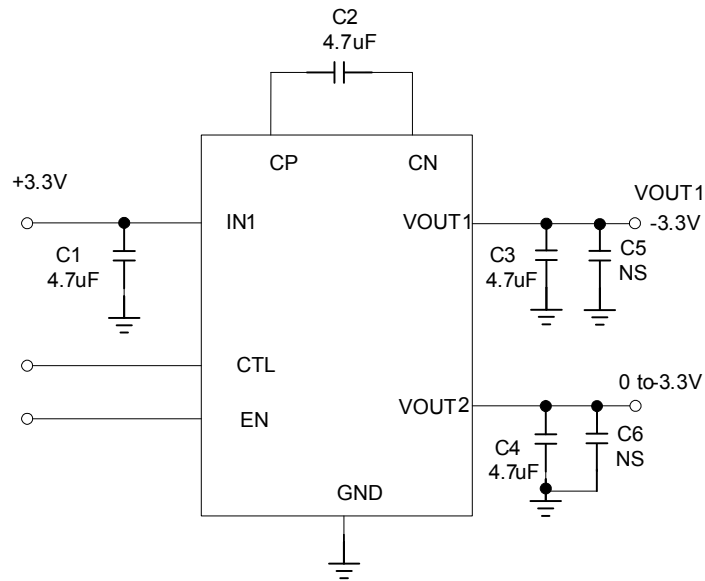 C2
4.7uF
CP
CN
+3.3V
IN1
VOUT1
VOUT1
-3.3V
C1
4.7uF
C3
4.7uF
C5
NS
CTL
EN
VOUT2
0 to-3.3V
C4
4.7uF
C6
NS
GND